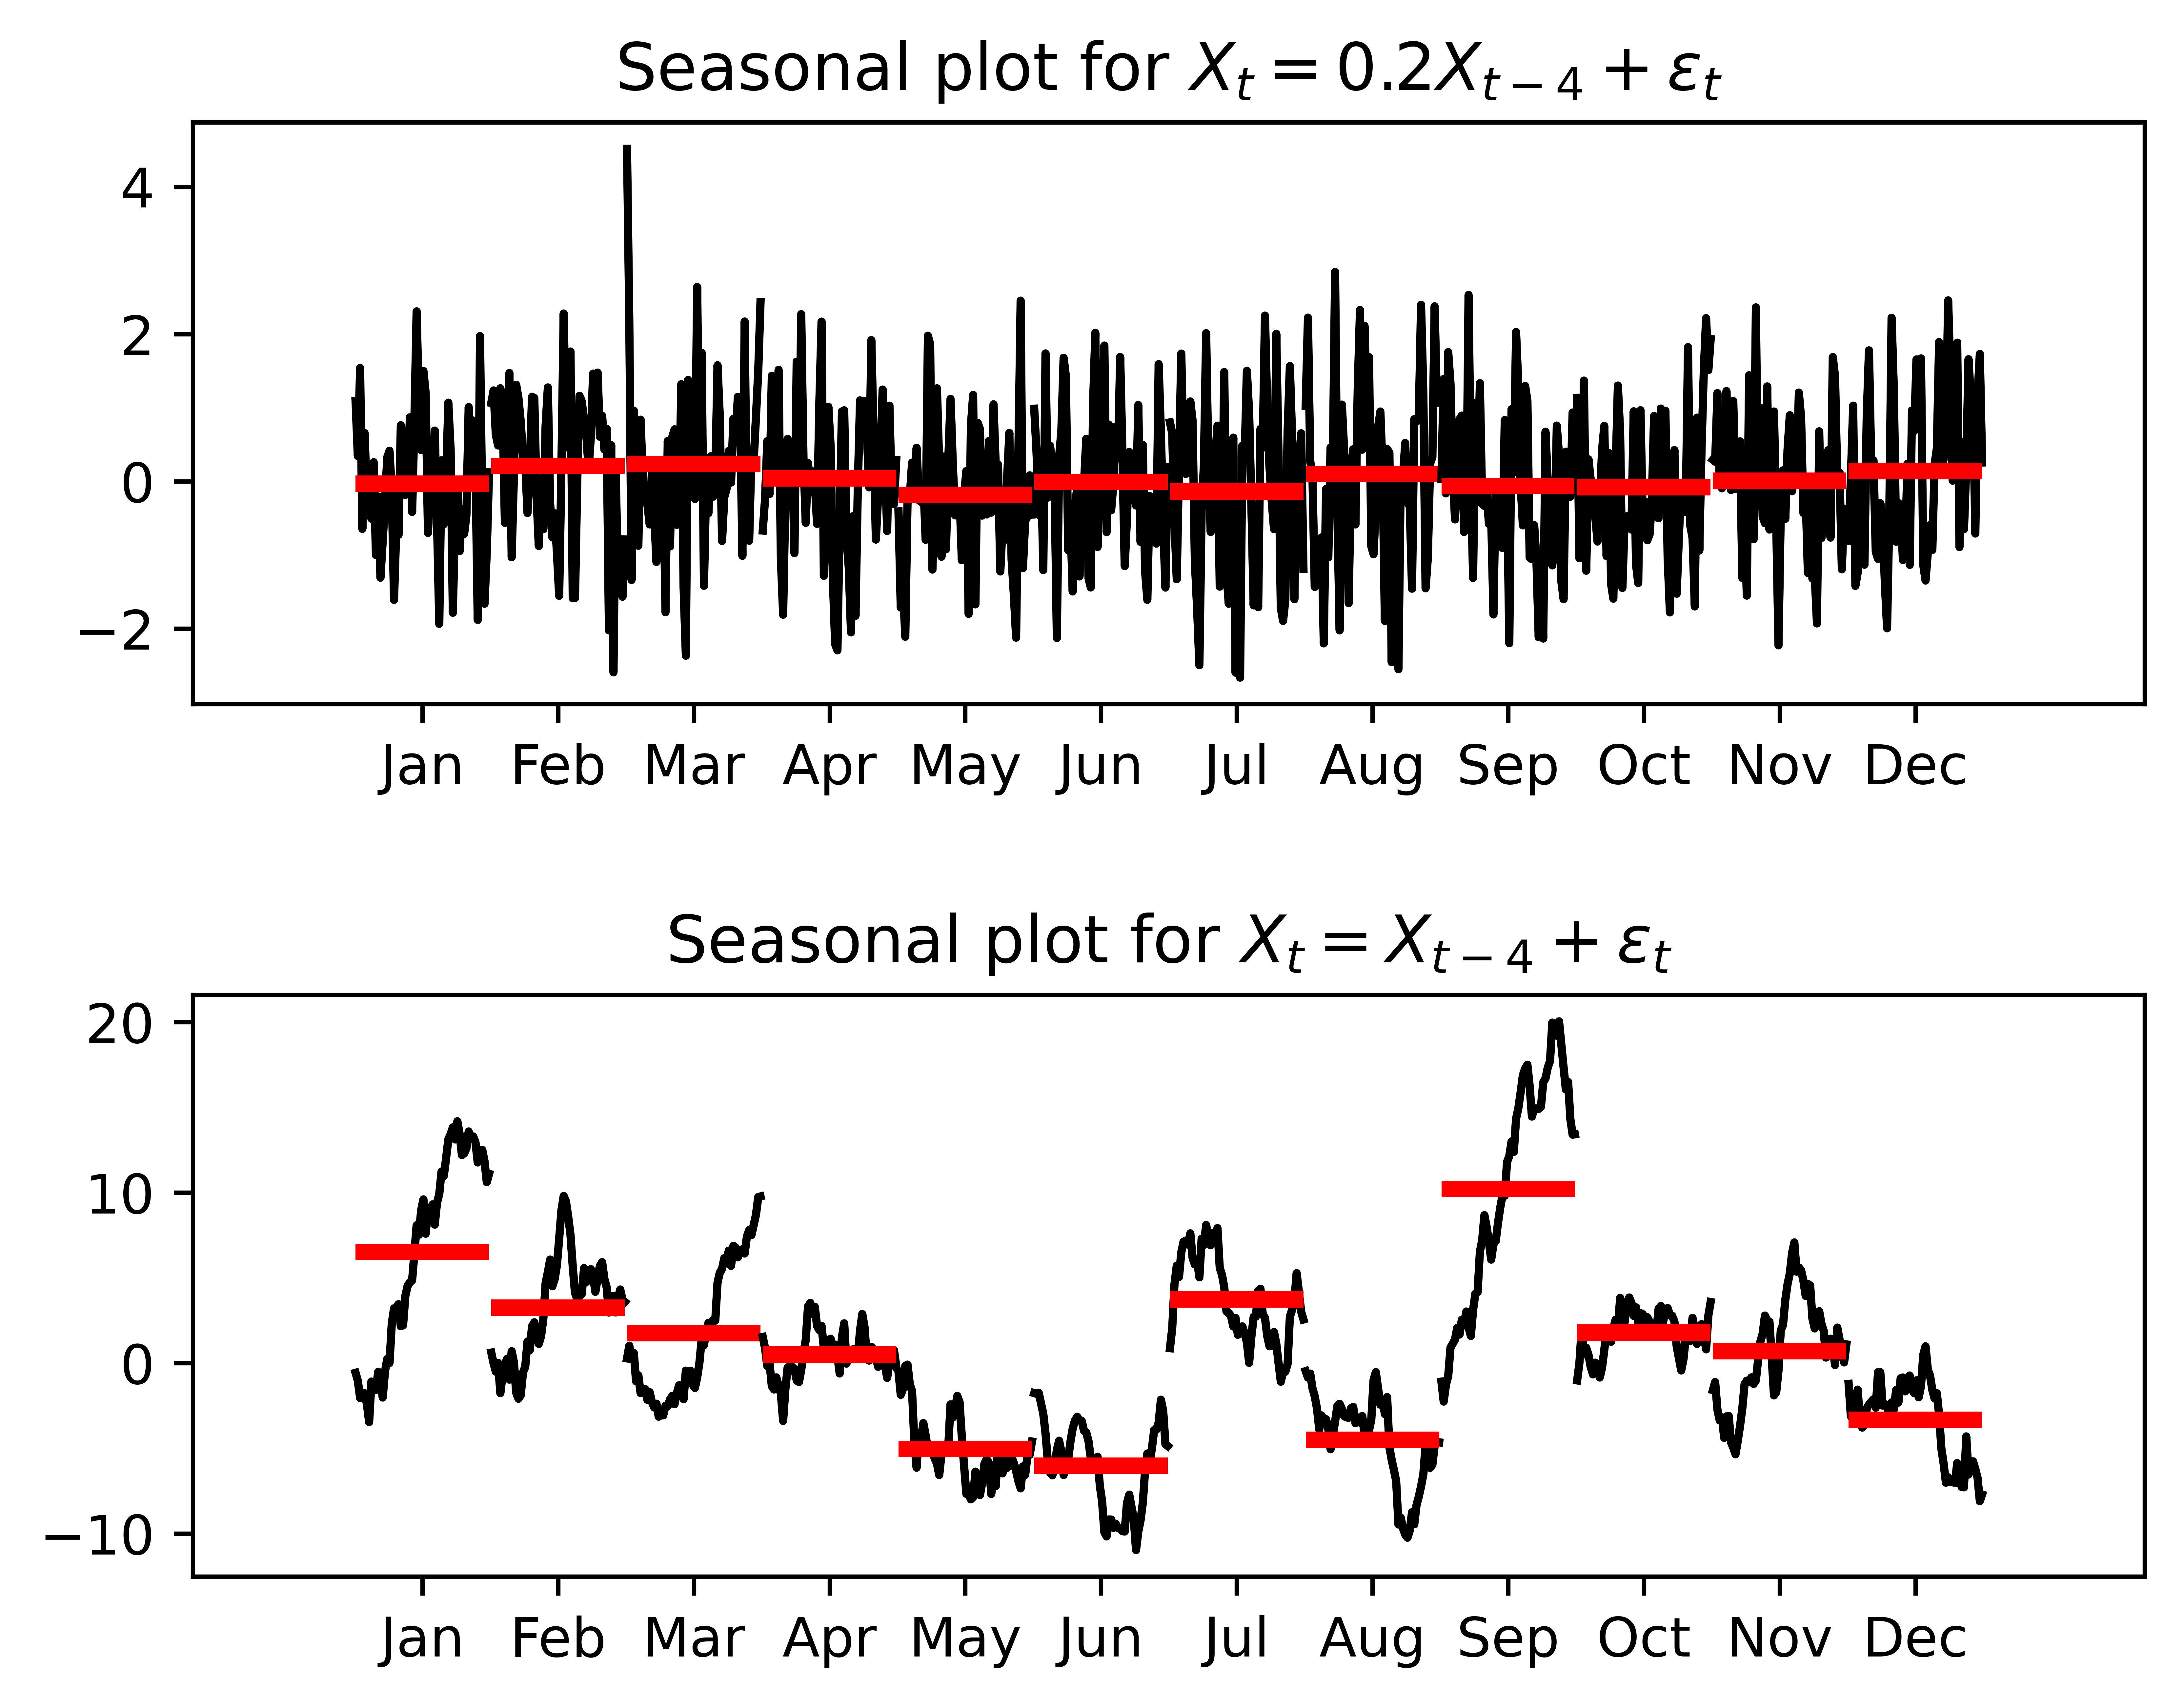 Seasonal plot for $X_t = 0.2X_{t-4} + \epsilon_t$
4
2
0
−2
Jan Feb Mar Apr May Jun Jul Aug Sep Oct Nov Dec
Seasonal plot for $X_t = X_{t-4} + \epsilon_t$
20
10
0
−10
Jan Feb Mar Apr May Jun Jul Aug Sep Oct Nov Dec